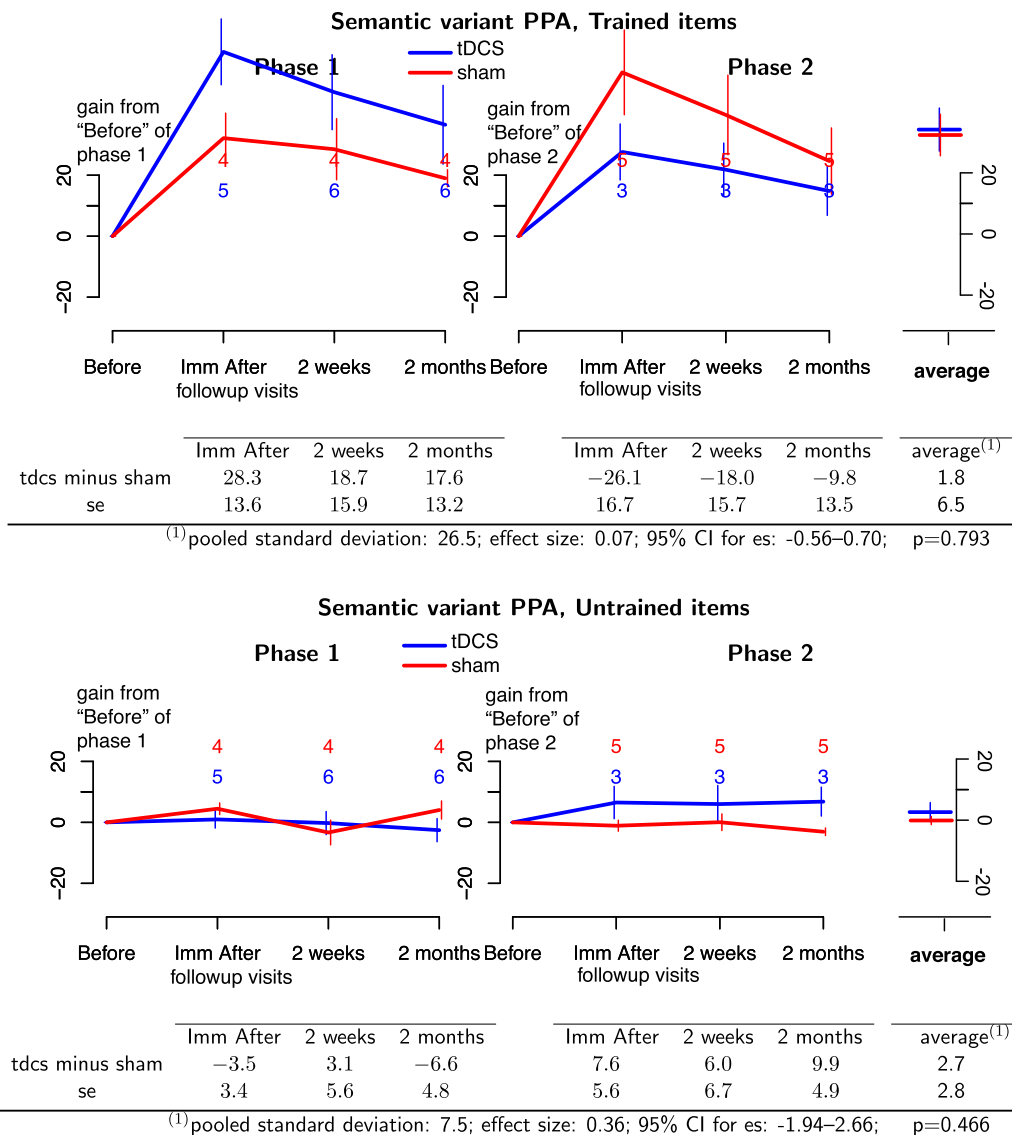 Semantic variant PPA, Trained items
tDCS
sham
Phase 1
Phase 2
gain from
“Before” of
phase 1
gain from
“Before” of
phase 2
4 4 4
5 6 6
5 5 5
3 3 3
20
0
-20
20
0
-20
20
0
-20
Before Imm After 2 weeks 2 months
followup visits
Before Imm After 2 weeks 2 months
followup visits
average
Imm After 2 weeks 2 months Imm After 2 weeks 2 months average(1)
tdcs minus sham 28.3 18.7 17.6 −26.1 −18.0 −9.8 1.8
se 13.6 15.9 13.2 16.7 15.7 13.5 6.5
(1)pooled standard deviation: 26.5; effect size: 0.07; 95% CI for es: -0.56–0.70; p=0.793
Semantic variant PPA, Untrained items
tDCS
sham
Phase 1
Phase 2
gain from
“Before” of
phase 1
gain from
“Before” of
phase 2
4 4 4
5 6 6
5 5 5
3 3 3
20
0
-20
20
0
-20
20
0
-20
Before Imm After 2 weeks 2 months
followup visits
Before Imm After 2 weeks 2 months
followup visits
average
Imm After 2 weeks 2 months Imm After 2 weeks 2 months average(1)
tdcs minus sham −3.5 3.1 −6.6 7.6 6.0 9.9 2.7
se 3.4 5.6 4.8 5.6 6.7 4.9 2.8
(1)pooled standard deviation: 7.5; effect size: 0.36; 95% CI for es: -1.94–2.66; p=0.466